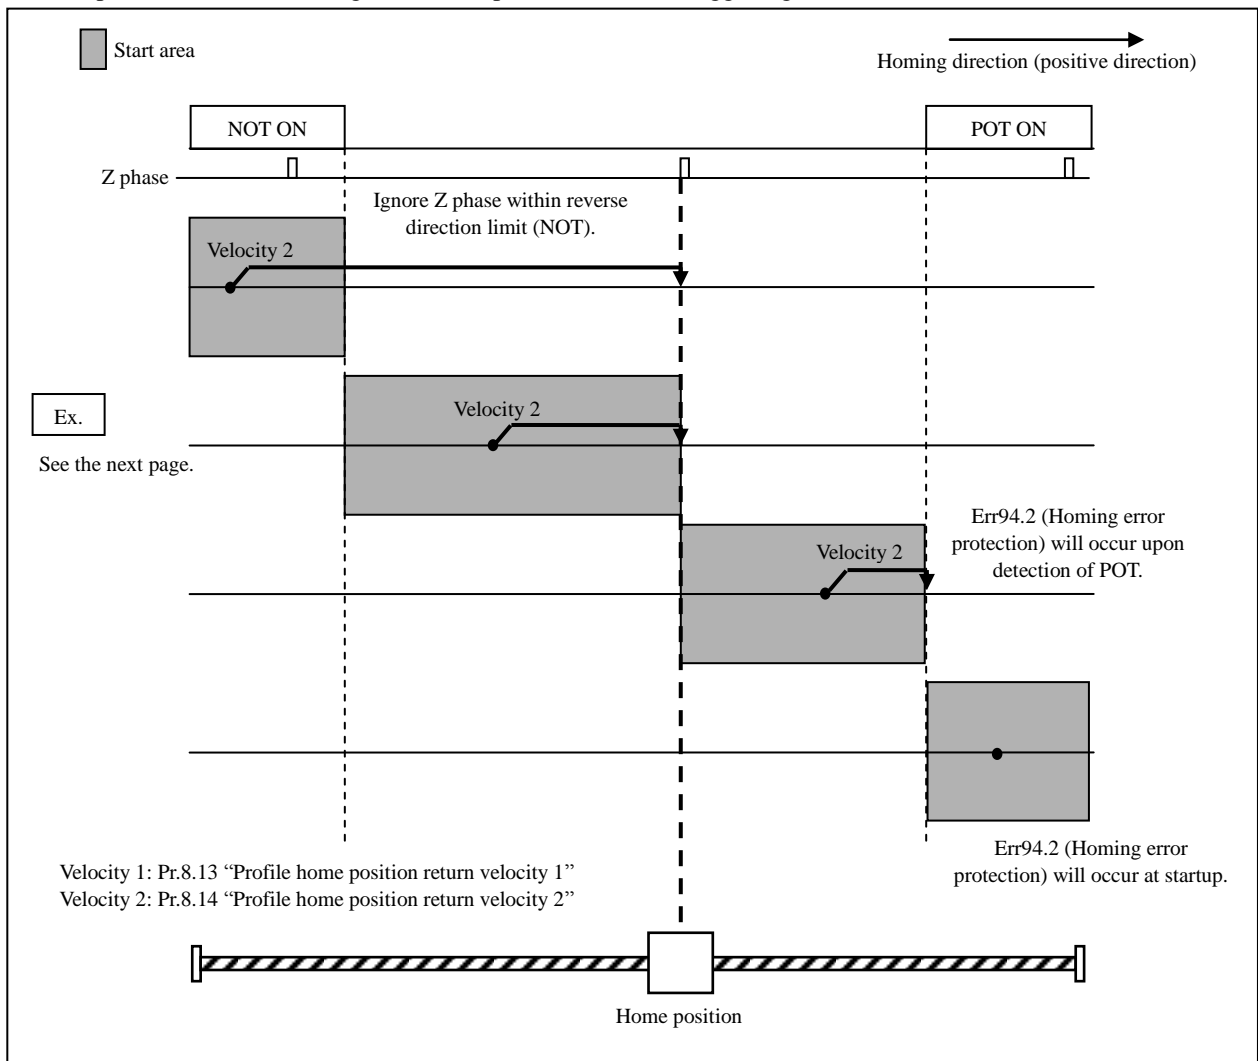 Start area
Homing direction (positive direction)
NOT ON
POT ON
Z phase
Ignore Z phase within reverse
direction limit (NOT).
Velocity 2
Ex.
See the next page.
Velocity 2
Velocity 2
Err94.2 (Homing error
protection) will occur upon
detection of POT.
Err94.2 (Homing error
protection) will occur at startup.
Velocity 1: Pr.8.13 “Profile home position return velocity 1”
Velocity 2: Pr.8.14 “Profile home position return velocity 2”
Home position